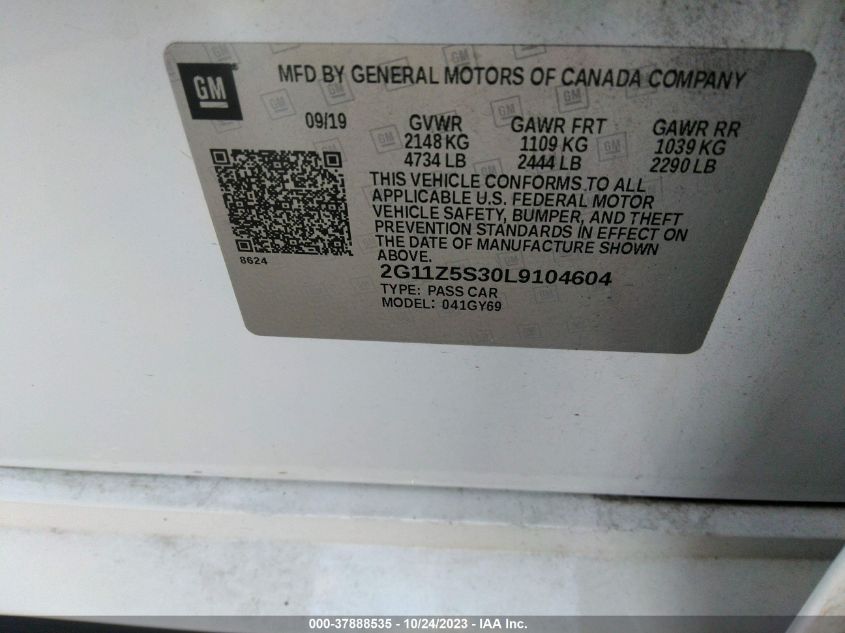 GM
MFD BY GENERAL MOTORS OF CANADA COMPANY
09/19 GVWR GAWR FRT GAWR RR
2148 KG 1109 KG 1039 KG
4734 LB 2444 LB 2290 LB
THIS VEHICLE CONFORMS TO ALL
APPLICABLE U.S. FEDERAL MOTOR
VEHICLE SAFETY, BUMPER, AND THEFT
PREVENTION STANDARDS IN EFFECT ON
THE DATE OF MANUFACTURE SHOWN
ABOVE.
8624
2G11Z5S30L9104604
TYPE: PASS CAR
MODEL: 041GY69
000-37888535 - 10/24/2023 - IAA Inc.